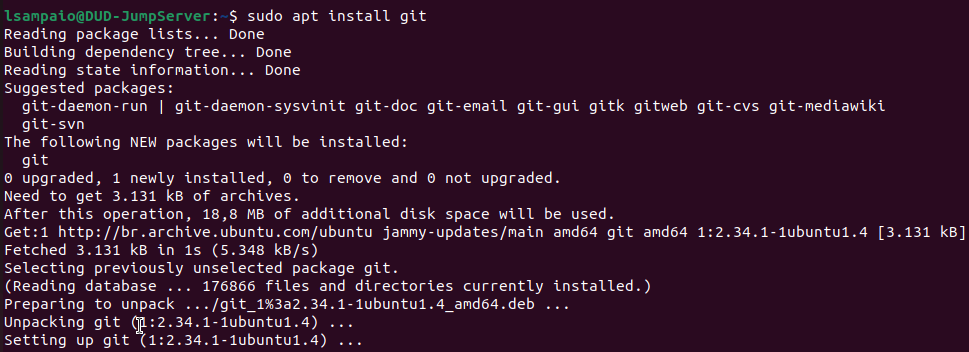 lsampaio@DUD-JumpServer:~$ sudo apt install git
Reading package lists... Done
Building dependency tree... Done
Reading state information... Done
Suggested packages:
  git-daemon-run | git-daemon-sysvinit git-doc git-email git-gui gitk gitweb git-cvs git-mediawiki
  git-svn
The following NEW packages will be installed:
  git
0 upgraded, 1 newly installed, 0 to remove and 0 not upgraded.
Need to get 3.131 kB of archives.
After this operation, 18,8 MB of additional disk space will be used.
Get:1 http://br.archive.ubuntu.com/ubuntu jammy-updates/main amd64 git amd64 1:2.34.1-1ubuntu1.4 [3.131 kB]
Fetched 3.131 kB in 1s (5.348 kB/s)
Selecting previously unselected package git.
(Reading database ... 176866 files and directories currently installed.)
Preparing to unpack .../git_1%3a2.34.1-1ubuntu1.4_amd64.deb ...
Unpacking git (1:2.34.1-1ubuntu1.4) ...
Setting up git (1:2.34.1-1ubuntu1.4) ...